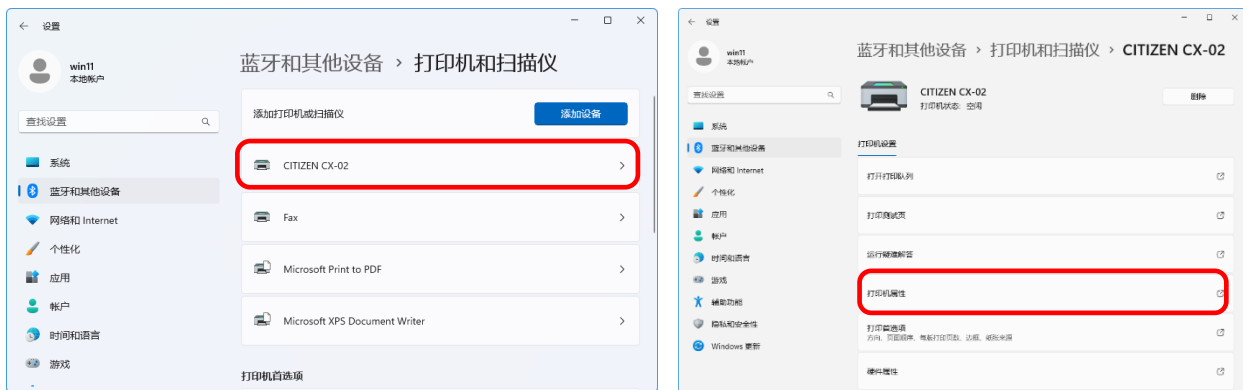 设置
win11
本地帐户
查找设置
系统
蓝牙和其他设备
网络和 Internet
个性化
应用
帐户
时间和语言
游戏
蓝牙和其他设备 › 打印机和扫描仪
添加打印机或扫描仪
添加设备
CITIZEN CX-02
Fax
Microsoft Print to PDF
Microsoft XPS Document Writer
打印机首选项
设置
win11
本地帐户
查找设置
系统
蓝牙和其他设备
网络和 Internet
个性化
应用
帐户
时间和语言
游戏
辅助功能
隐私和安全性
Windows 更新
蓝牙和其他设备 › 打印机和扫描仪 › CITIZEN CX-02
CITIZEN CX-02
打印机状态: 空闲
删除
打印机设置
打开打印队列
打印测试页
运行疑难解答
打印机属性
打印首选项
方向、页面顺序、每板打印页数、边框、纸张来源
硬件属性